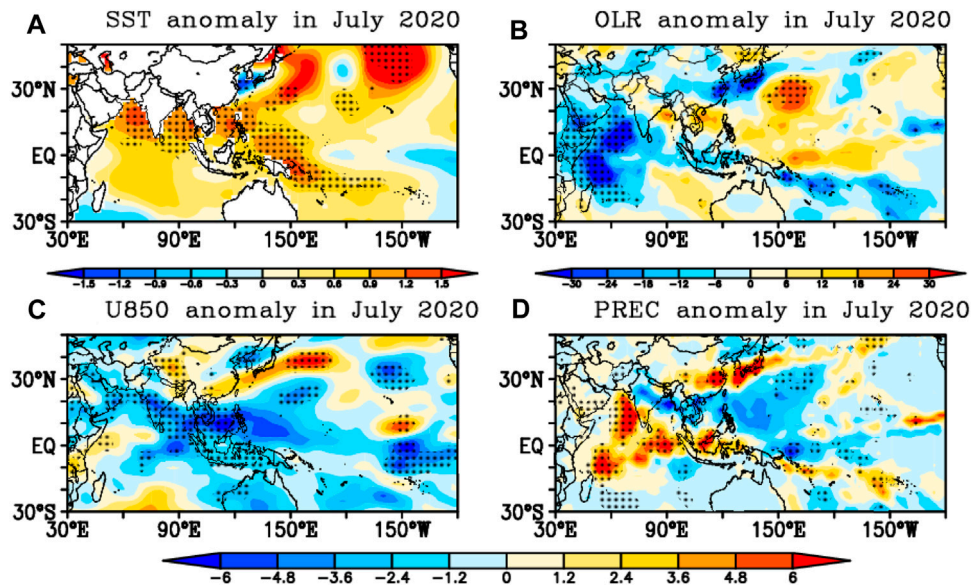 A SST anomaly in July 2020
30°N
EQ
30°S
30°E 90°E 150°E 150°W
-1.5 -1.2 -0.9 -0.6 -0.3 0 0.3 0.6 0.9 1.2 1.5
B OLR anomaly in July 2020
30°N
EQ
30°S
30°E 90°E 150°E 150°W
-30 -24 -18 -12 -6 0 6 12 18 24 30
C U850 anomaly in July 2020
30°N
EQ
30°S
30°E 90°E 150°E 150°W
D PREC anomaly in July 2020
30°N
EQ
30°S
30°E 90°E 150°E 150°W
-6 -4.8 -3.6 -2.4 -1.2 0 1.2 2.4 3.6 4.8 6